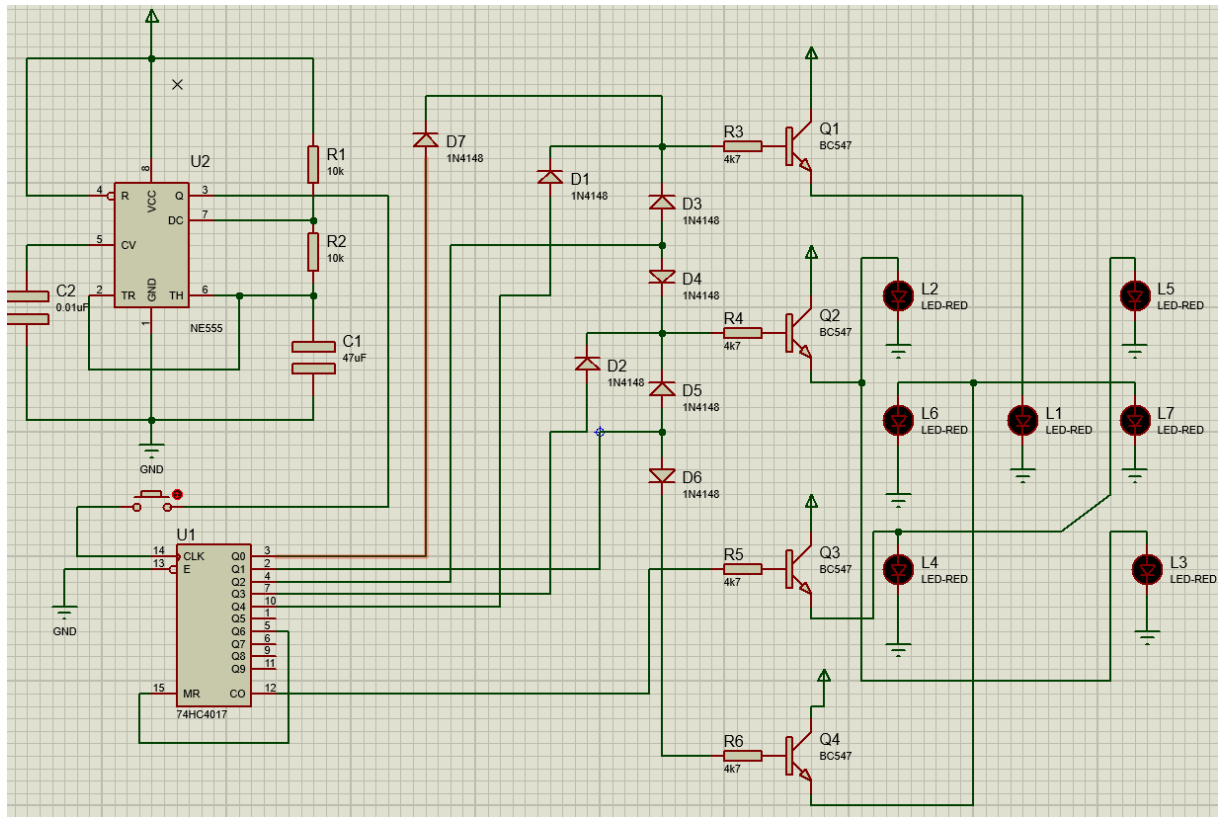 U2
4
R
8
VCC
Q
3
DC
7
5
CV
2
TR
GND
1
TH
6
NE555
C2
0.01uF
R1
10k
R2
10k
C1
47uF
GND
GND
U1
14
CLK
13
E
15
MR
Q0
3
Q1
2
Q2
4
Q3
7
Q4
10
Q5
1
Q6
5
Q7
6
Q8
9
Q9
11
CO
12
74HC4017
D7
1N4148
D1
1N4148
D3
1N4148
D4
1N4148
D2
1N4148
D5
1N4148
D6
1N4148
R3
4k7
R4
4k7
R5
4k7
R6
4k7
Q1
BC547
Q2
BC547
Q3
BC547
Q4
BC547
L2
LED-RED
L5
LED-RED
L6
LED-RED
L1
LED-RED
L7
LED-RED
L4
LED-RED
L3
LED-RED